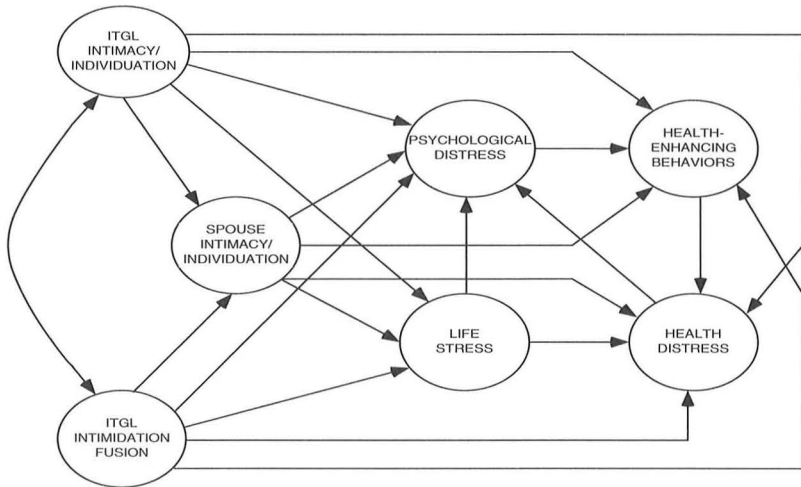 ITGL
INTIMACY/
INDIVIDUATION
PSYCHOLOGICAL
DISTRESS
HEALTH-
ENHANCING
BEHAVIORS
SPOUSE
INTIMACY/
INDIVIDUATION
LIFE
STRESS
HEALTH
DISTRESS
ITGL
INTIMIDATION
FUSION